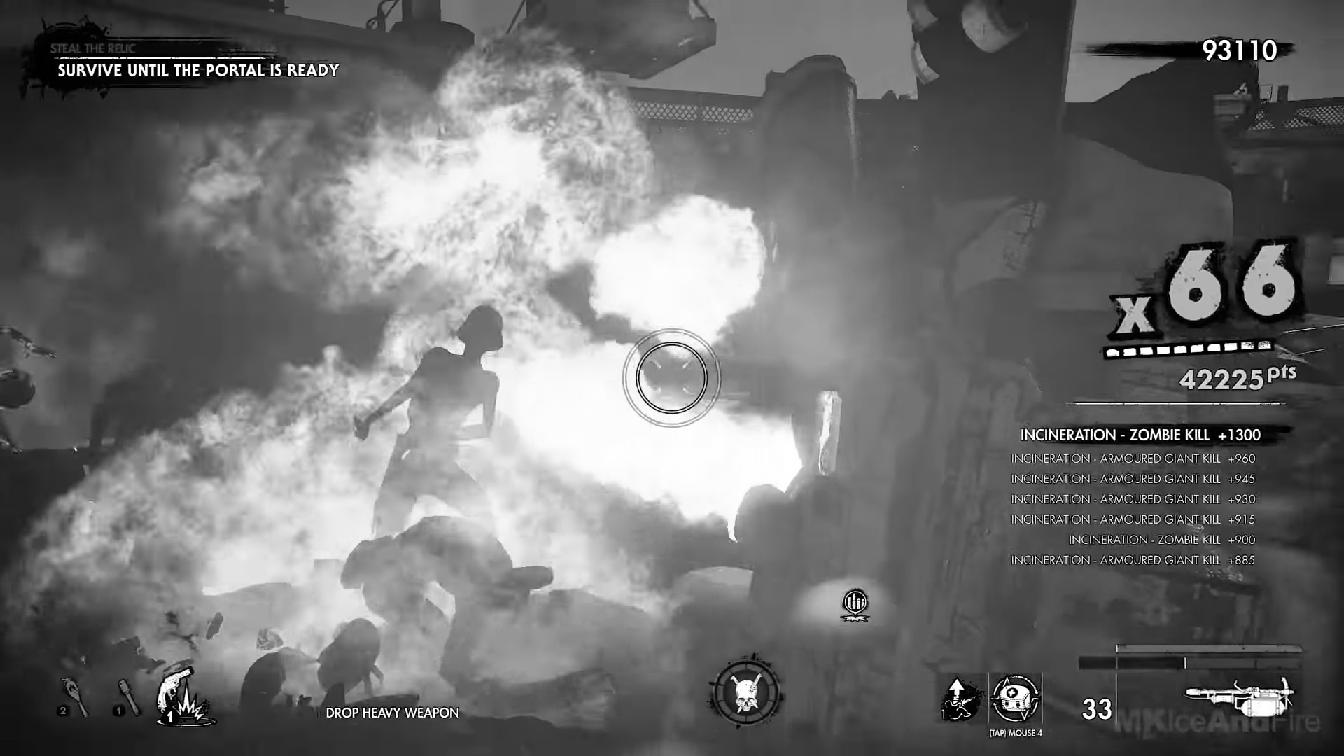 STEAL THE RELIC
SURVIVE UNTIL THE PORTAL IS READY
93110
x66
42225pts
INCINERATION - ZOMBIE KILL +1300
INCINERATION - ARMOURED GIANT KILL +960
INCINERATION - ARMOURED GIANT KILL +945
INCINERATION - ARMOURED GIANT KILL +930
INCINERATION - ARMOURED GIANT KILL +915
INCINERATION - ZOMBIE KILL +900
INCINERATION - ARMOURED GIANT KILL +885
2
1
1
DROP HEAVY WEAPON
[TAP] MOUSE 4
33
MKIceAndFire